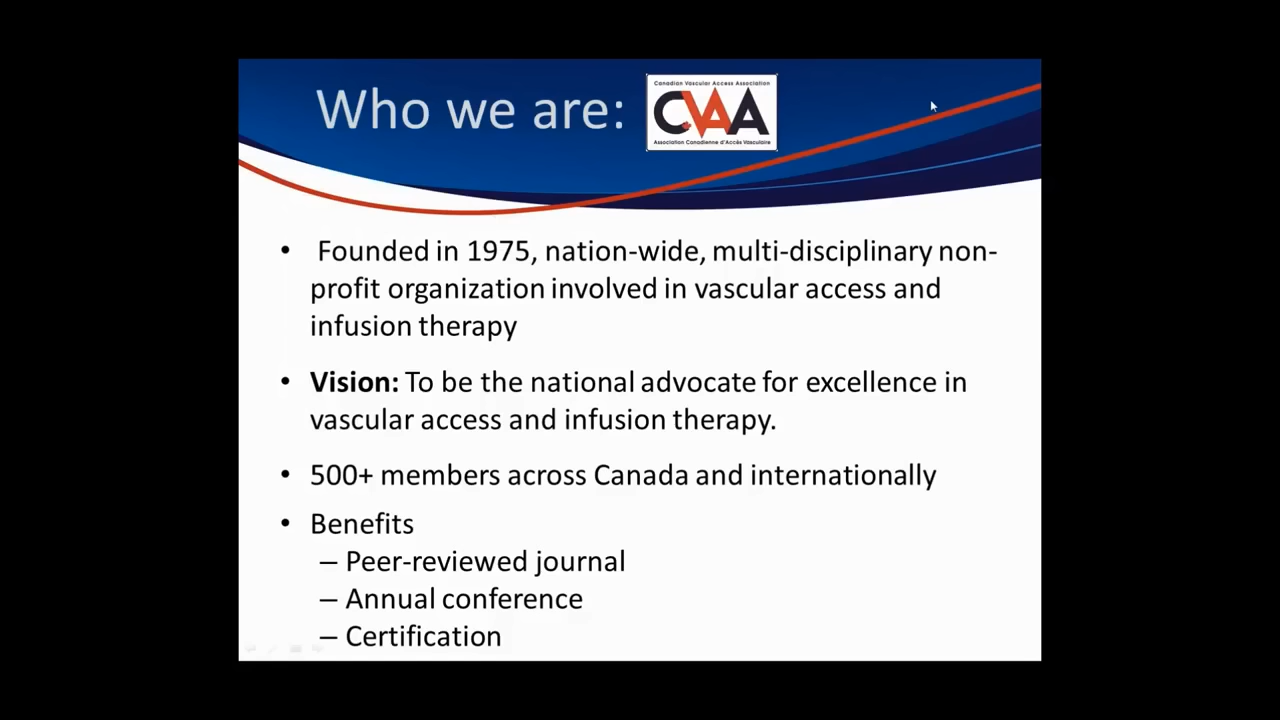 Who we are:
Canadian Vascular Access Association
CVAA
Association Canadienne d'Accès Vasculaire
• Founded in 1975, nation-wide, multi-disciplinary non-
profit organization involved in vascular access and
infusion therapy
• Vision: To be the national advocate for excellence in
vascular access and infusion therapy.
• 500+ members across Canada and internationally
• Benefits
– Peer-reviewed journal
– Annual conference
– Certification